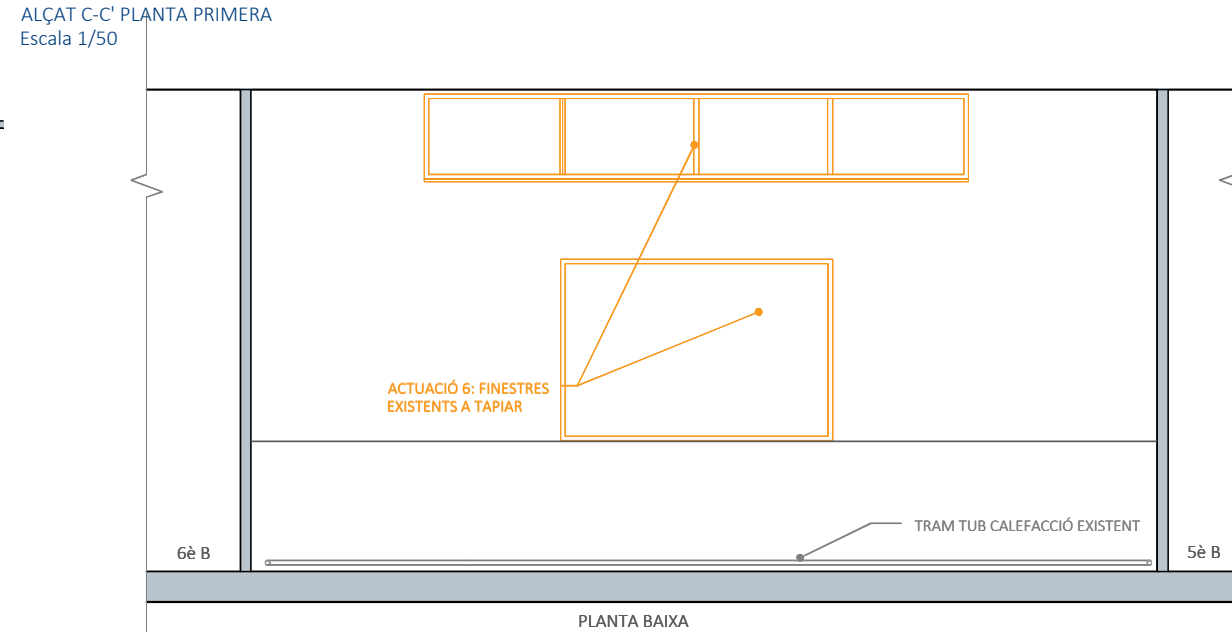 ALÇAT C-C' PLANTA PRIMERA
Escala 1/50
ACTUACIÓ 6: FINESTRES
EXISTENTS A TAPIAR
TRAM TUB CALEFACCIÓ EXISTENT
6è B
5è B
PLANTA BAIXA